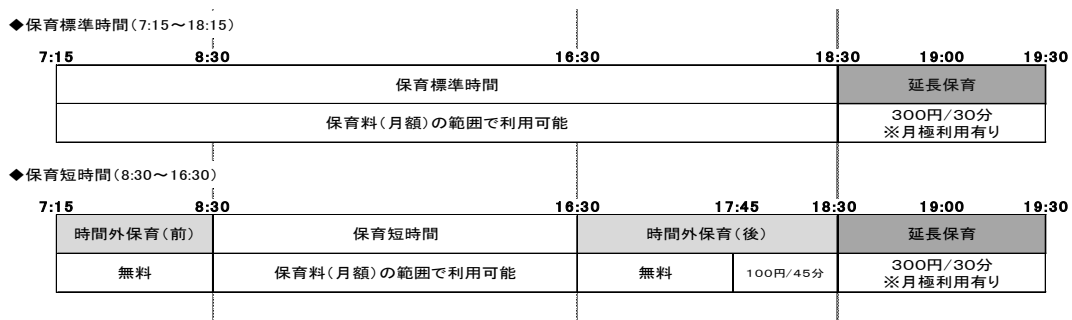 ◆保育標準時間(7:15～18:15)
7:15 8:30 16:30 18:30 19:00 19:30
保育標準時間 延長保育
保育料(月額)の範囲で利用可能 300円/30分
※月極利用有り
◆保育短時間(8:30～16:30)
7:15 8:30 16:30 17:45 18:30 19:00 19:30
時間外保育(前) 保育短時間 時間外保育(後) 延長保育
無料 保育料(月額)の範囲で利用可能 無料 100円/45分 300円/30分
※月極利用有り